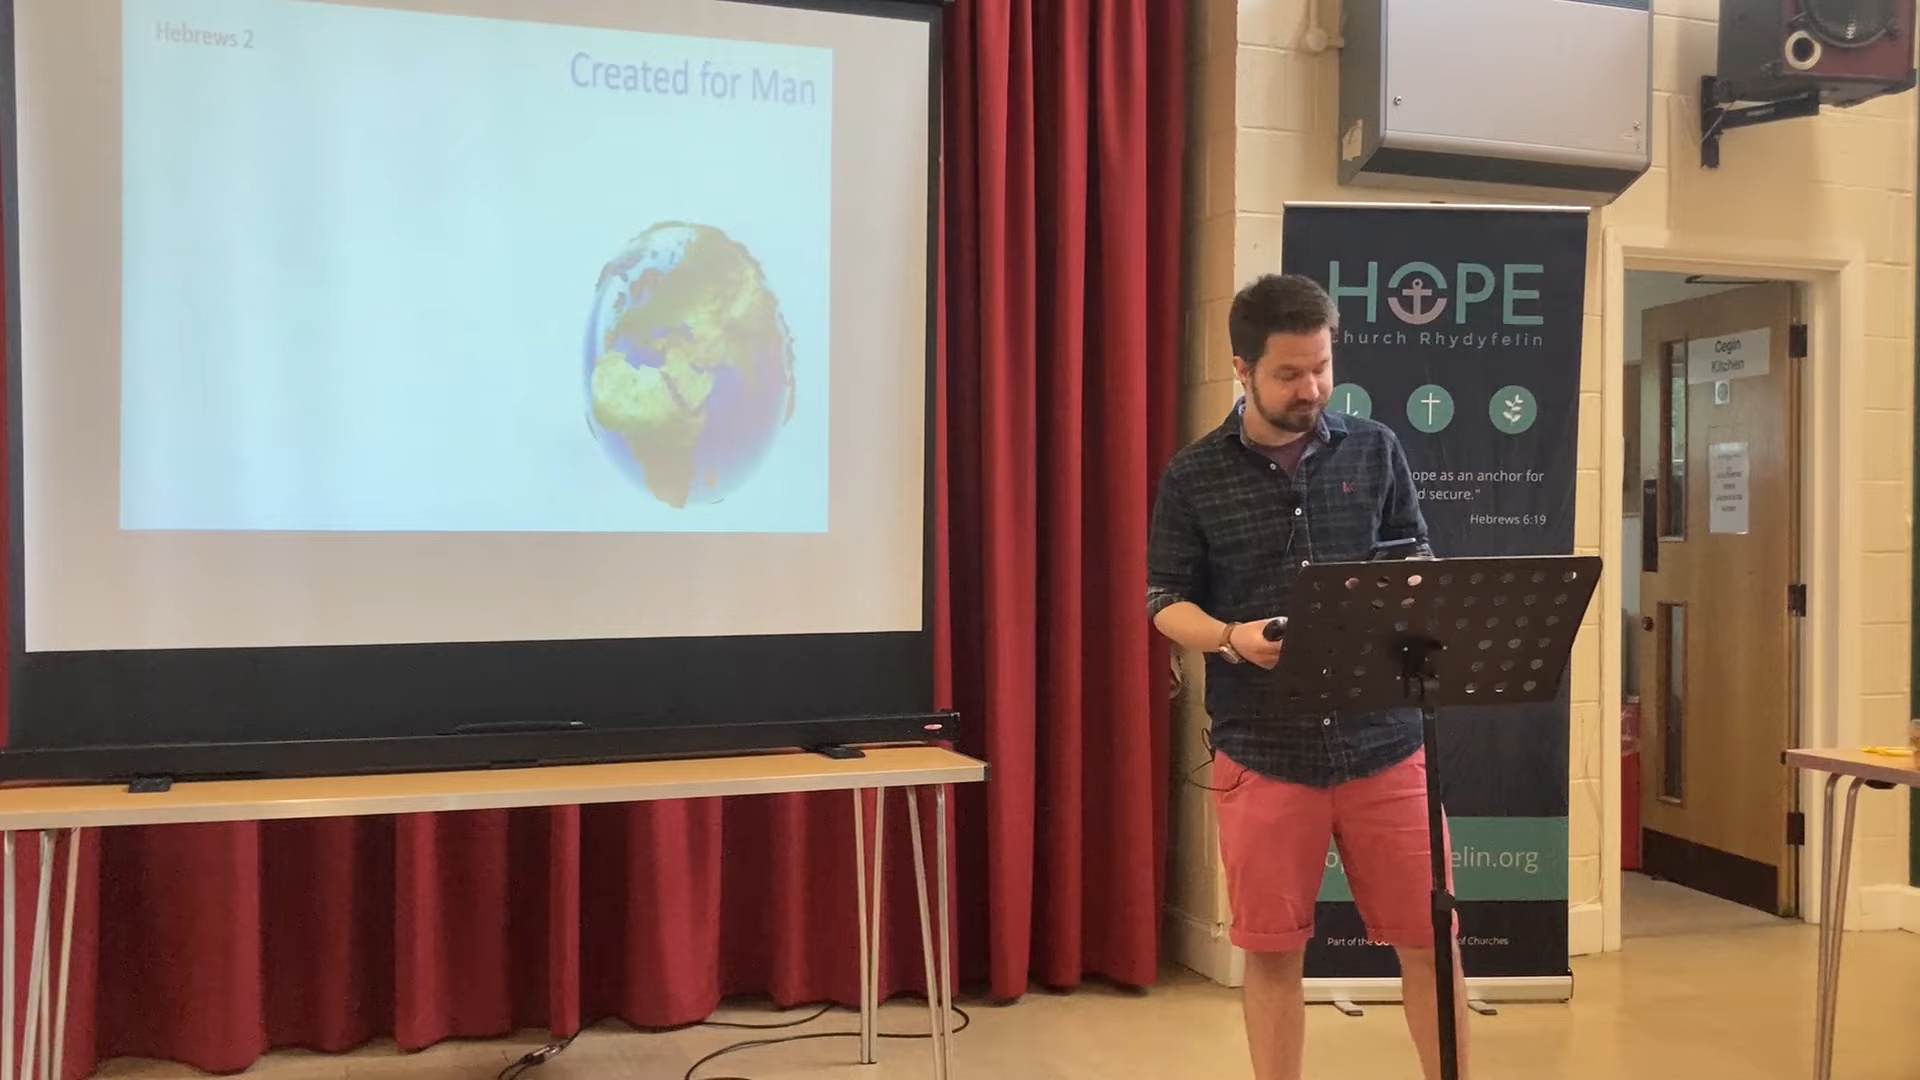 Hebrews 2
Created for Man
HOPE
Church Rhydyfelin
ope as an anchor for
d secure."
Hebrews 6:19
elin.org
Part of the
of Churches
Cegin
Kitchen